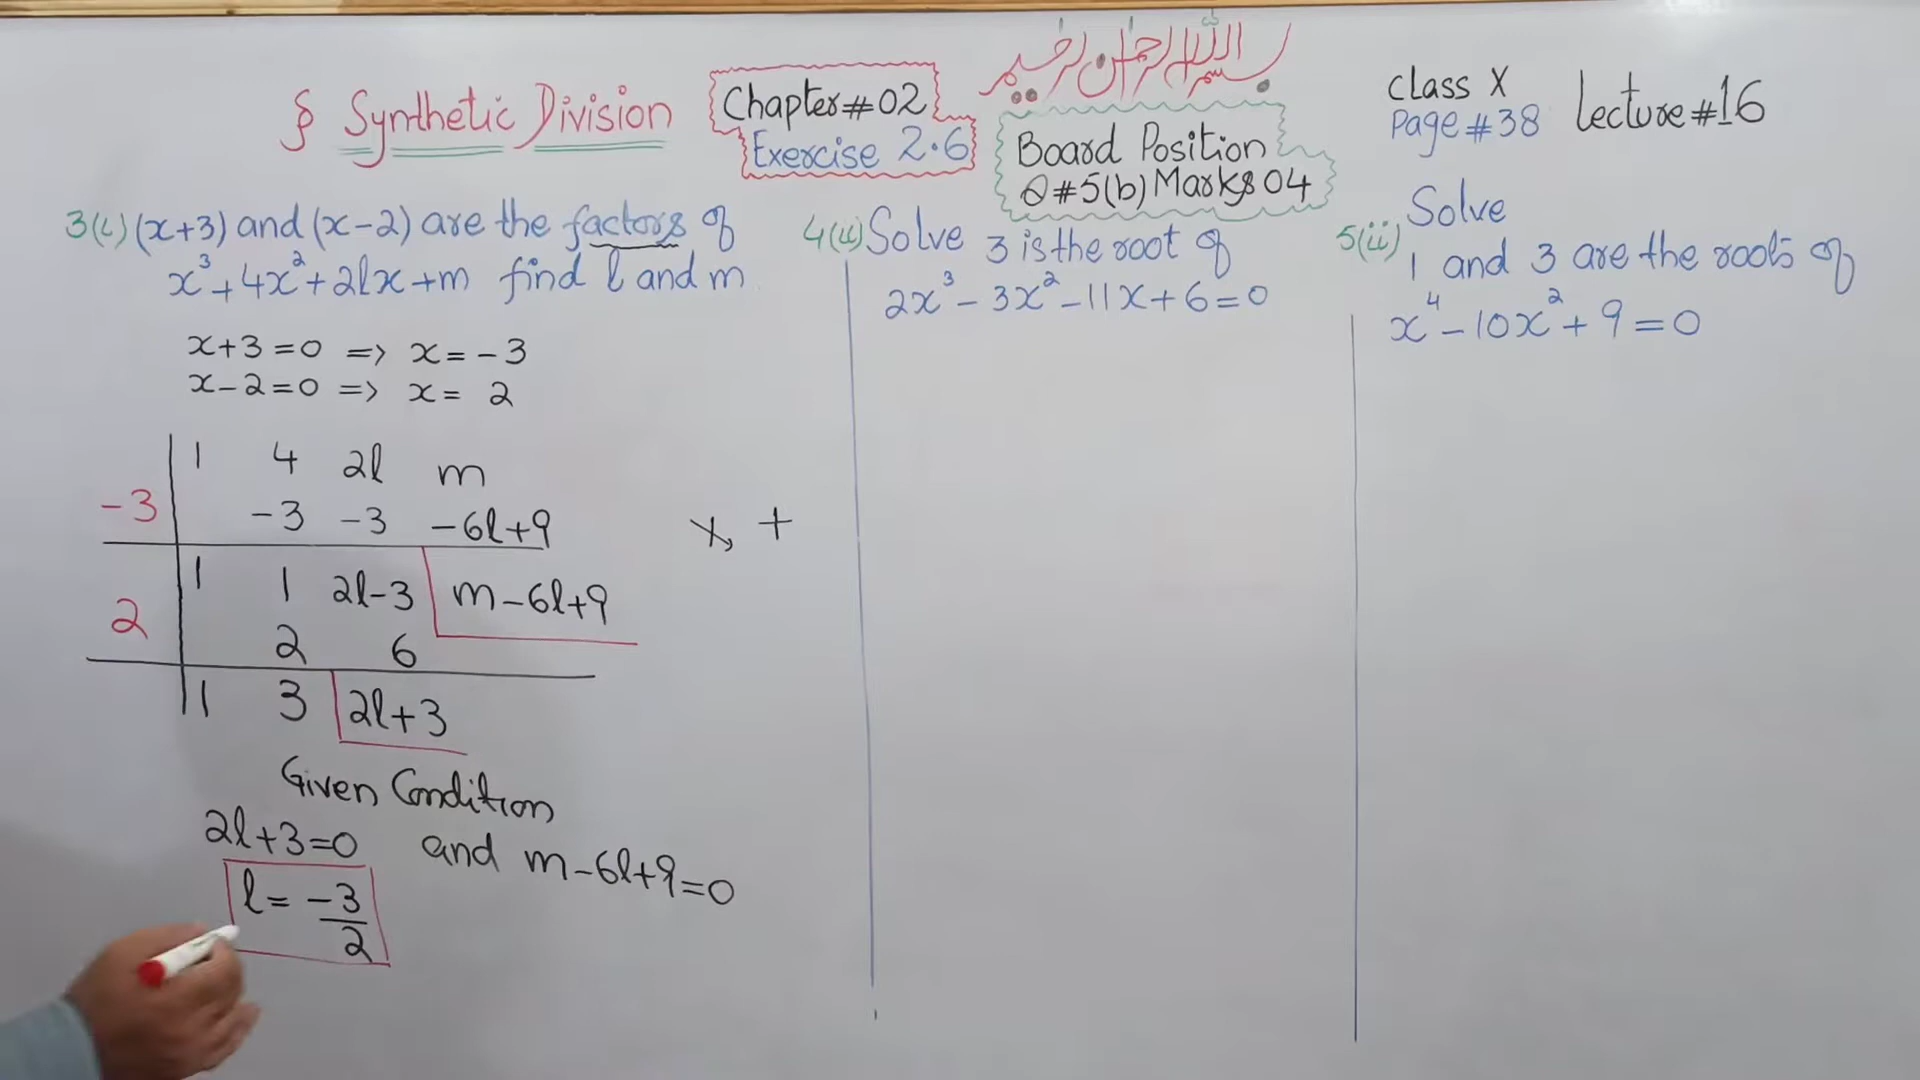 بسم اللہ الرحمٰن الرحیم
§ Synthetic Division
Chapter#02
Exercise 2.6
Board Position
Q#5(b) Marks 04
Class X
Page #38
Lecture#16
3(i) (x+3) and (x-2) are the factors of
x³+4x²+2lx+m find l and m
x+3=0 => x=-3
x-2=0 => x= 2
1 4 2l m
-3 -3 -3 -6l+9
x, +
1 1 2l-3 m-6l+9
2 2 6
1 3 2l+3
Given Condition
2l+3=0 and m-6l+9=0
l= -3/2
4(ii) Solve 3 is the root of
2x³-3x²-11x+6=0
5(ii) Solve
1 and 3 are the roots of
x⁴-10x²+9=0